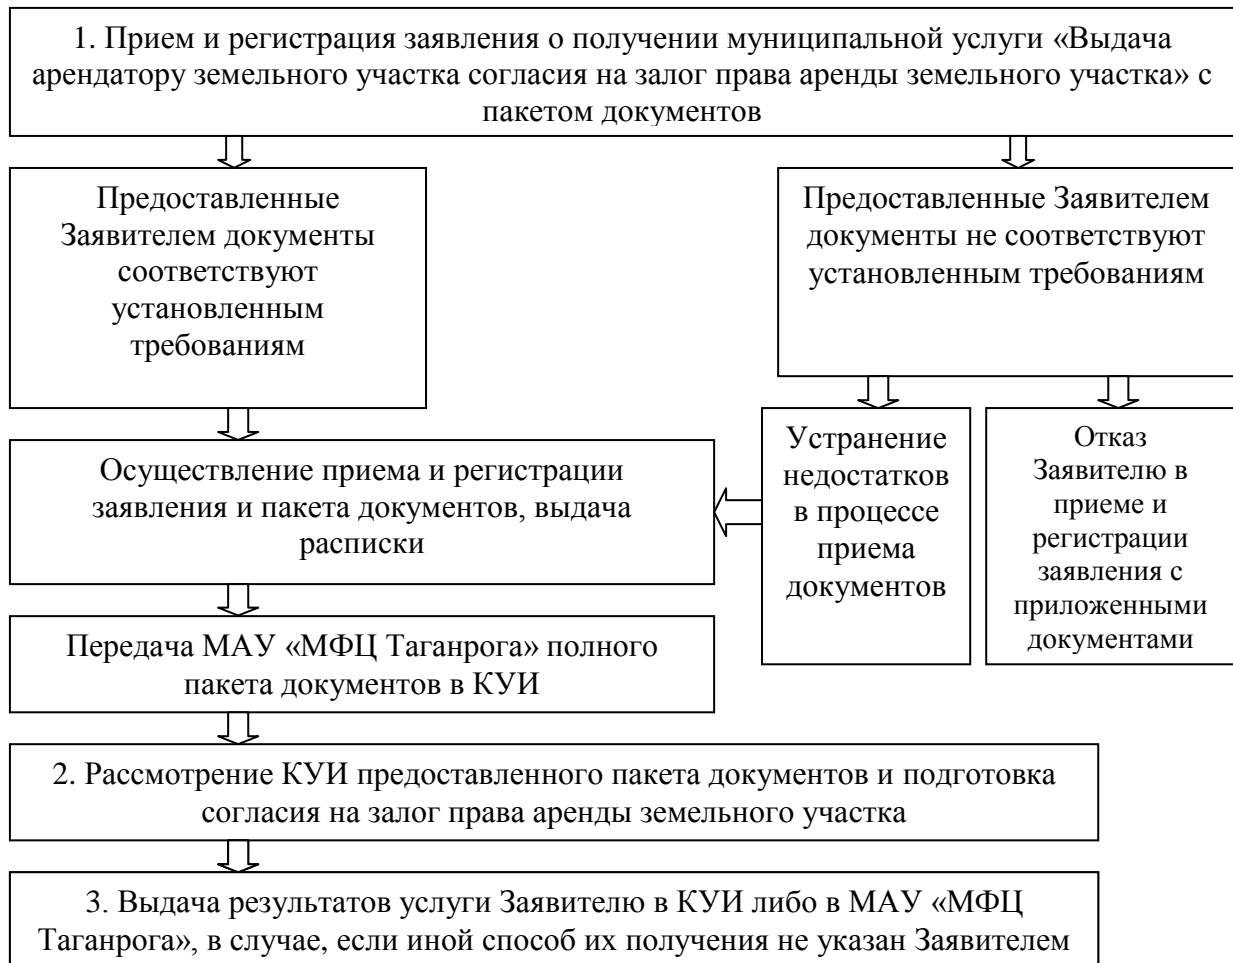 1. Прием и регистрация заявления о получении муниципальной услуги «Выдача
арендатору земельного участка согласия на залог права аренды земельного участка» с
пакетом документов
Предоставленные
Заявителем документы
соответствуют
установленным
требованиям
Предоставленные Заявителем
документы не соответствуют
установленным требованиям
Осуществление приема и регистрации
заявления и пакета документов, выдача
расписки
Устранение
недостатков
в процессе
приема
документов
Отказ
Заявителю в
приеме и
регистрации
заявления с
приложенными
документами
Передача МАУ «МФЦ Таганрога» полного
пакета документов в КУИ
2. Рассмотрение КУИ предоставленного пакета документов и подготовка
согласия на залог права аренды земельного участка
3. Выдача результатов услуги Заявителю в КУИ либо в МАУ «МФЦ
Таганрога», в случае, если иной способ их получения не указан Заявителем